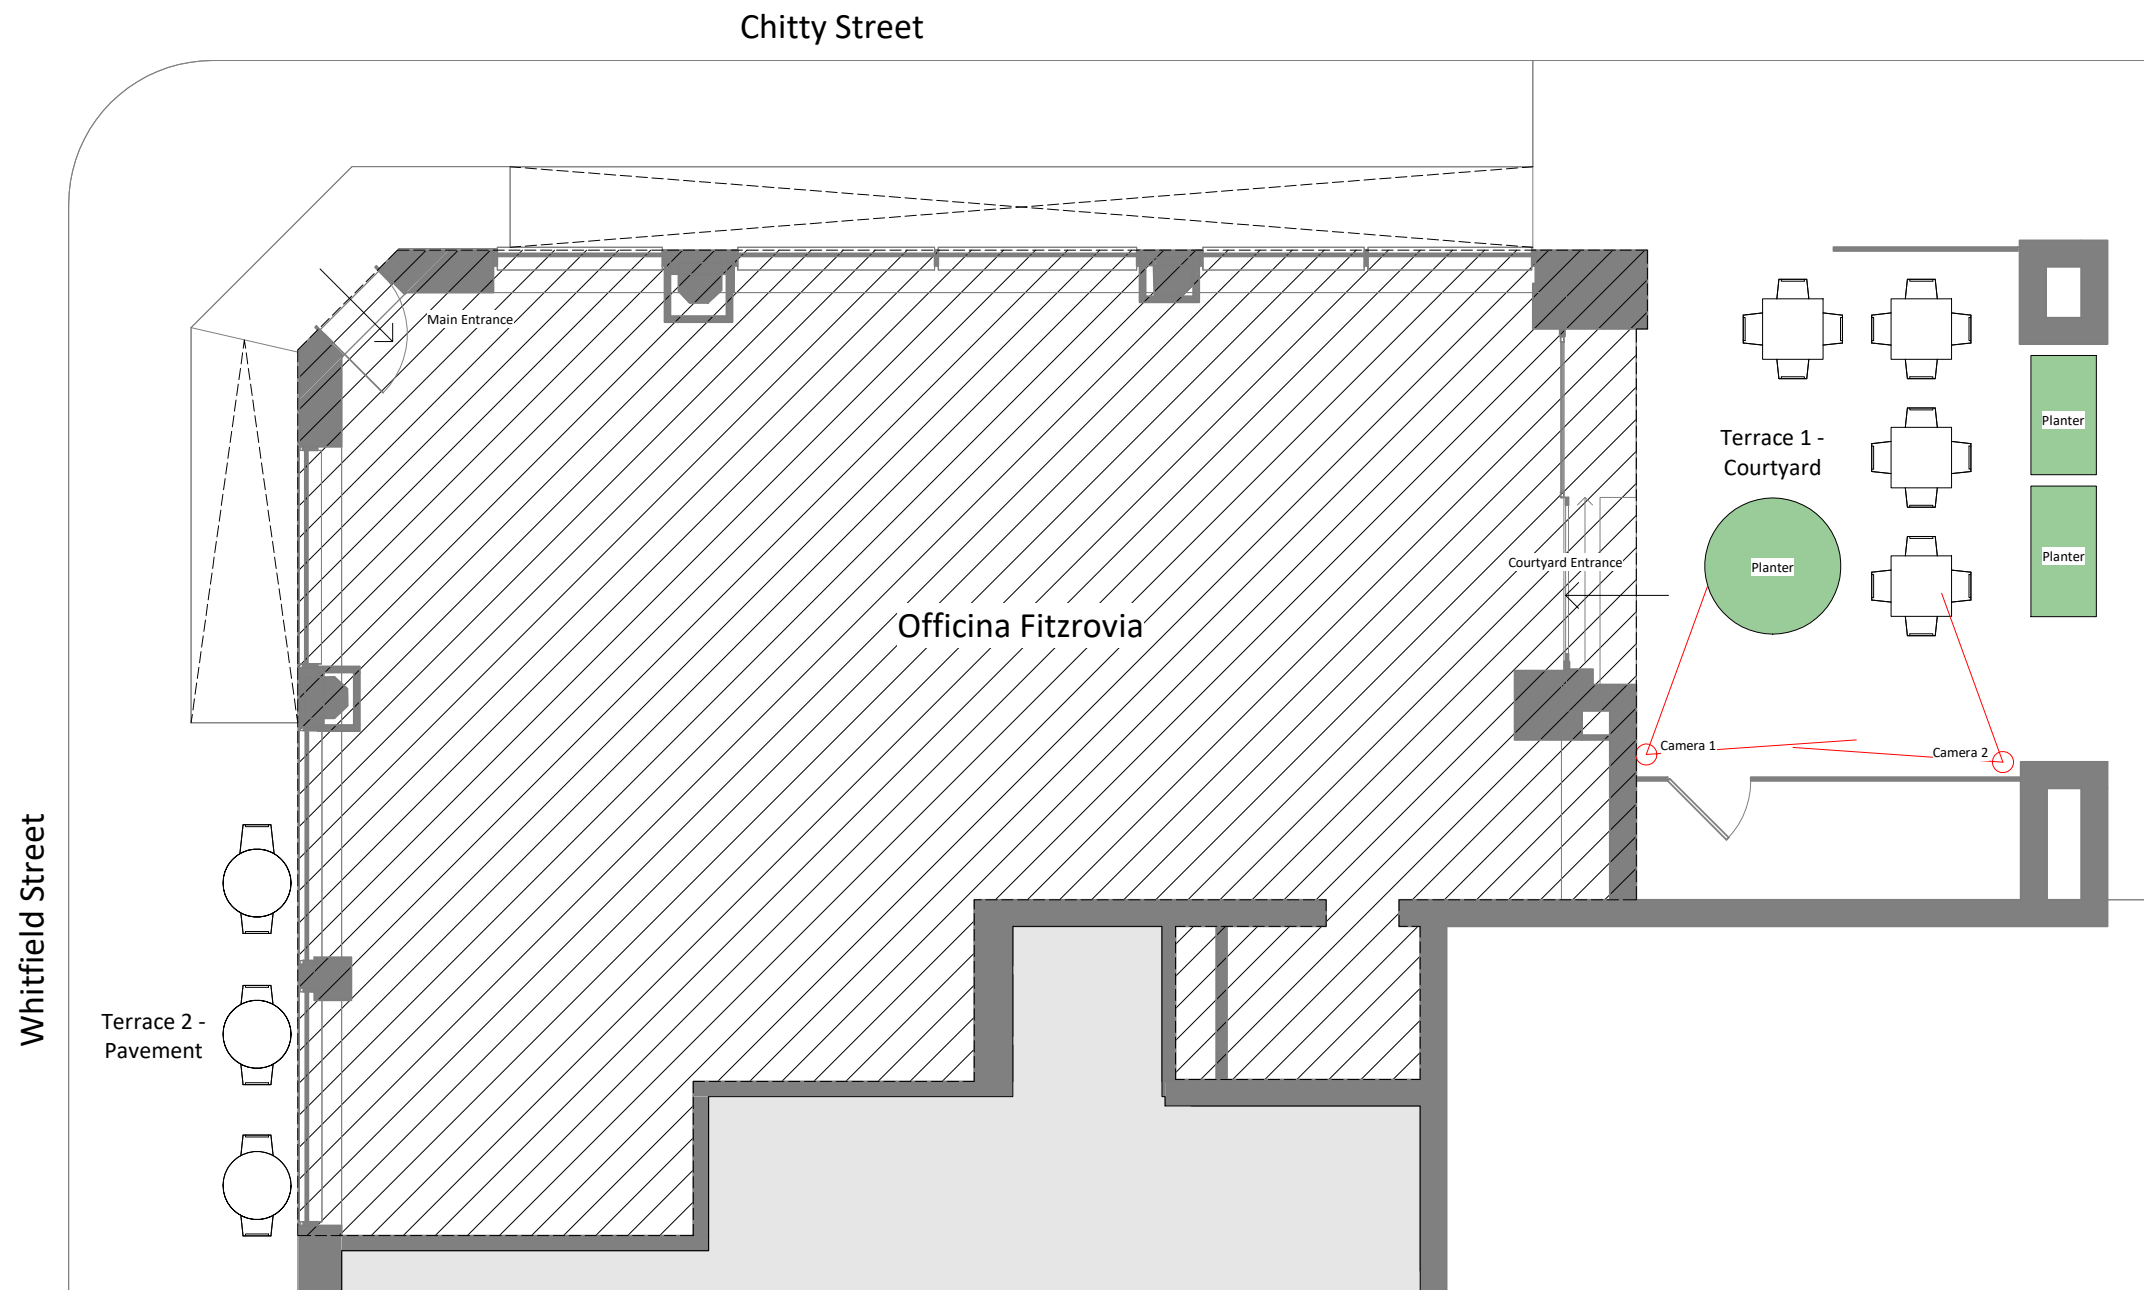 Chitty Street
Main Entrance
Terrace 1 -
Courtyard
Planter
Planter
Planter
Planter
Courtyard Entrance
Officina Fitzrovia
Camera 1
Camera 2
Whitfield Street
Terrace 2 -
Pavement